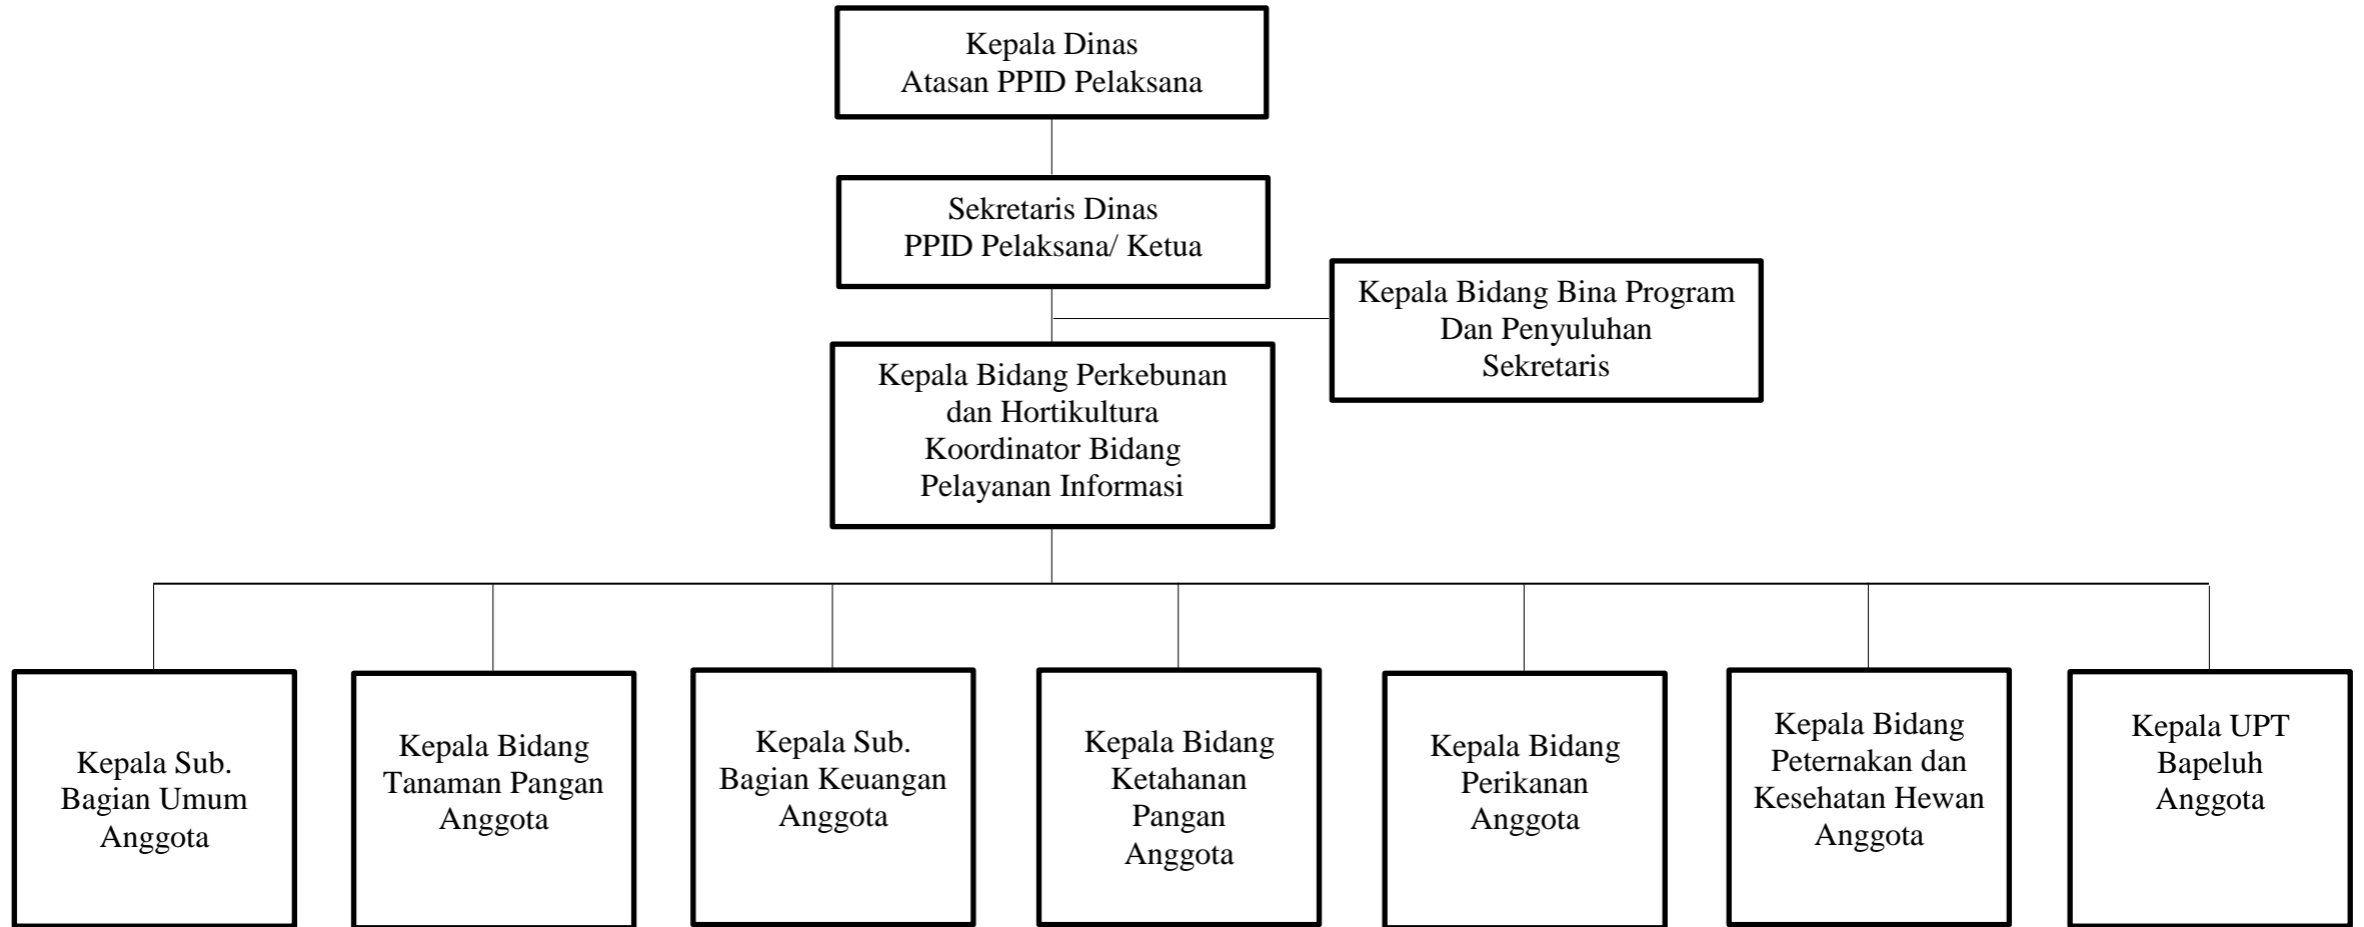 Kepala Dinas
Atasan PPID Pelaksana
Sekretaris Dinas
PPID Pelaksana/ Ketua
Kepala Bidang Bina Program
Dan Penyuluhan
Sekretaris
Kepala Bidang Perkebunan
dan Hortikultura
Koordinator Bidang
Pelayanan Informasi
Kepala Sub.
Bagian Umum
Anggota
Kepala Bidang
Tanaman Pangan
Anggota
Kepala Sub.
Bagian Keuangan
Anggota
Kepala Bidang
Ketahanan
Pangan
Anggota
Kepala Bidang
Perikanan
Anggota
Kepala Bidang
Peternakan dan
Kesehatan Hewan
Anggota
Kepala UPT
Bapeluh
Anggota